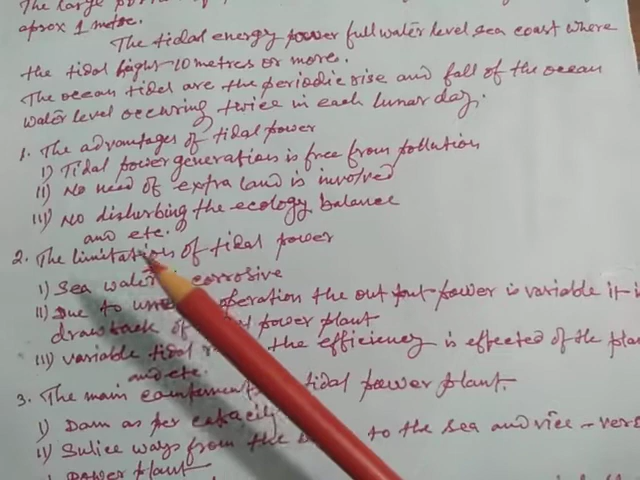 The large
aprox 1 metre.
The tidal energy power full water level sea coast where
the tidal hight-10 metres or more.
The ocean tides are the periodic rise and fall of the ocean
water level occuring twice in each lunar day.
1. The advantages of tidal power
i) Tidal power generation is free from pollution
ii) No need of extra land is involved
iii) No disturbing the ecology balance
and etc.
2. The limitations of tidal power
i) Sea water corrosive
ii) Due to operation the out put power is variable it is
drawback of power plant
iii) variable tidal the efficiency is effected of the plan
and etc.
3. The main tidal power plant.
i) Dam as per capacity
ii) Sulice ways from the to the sea and vice-vers
Power plant